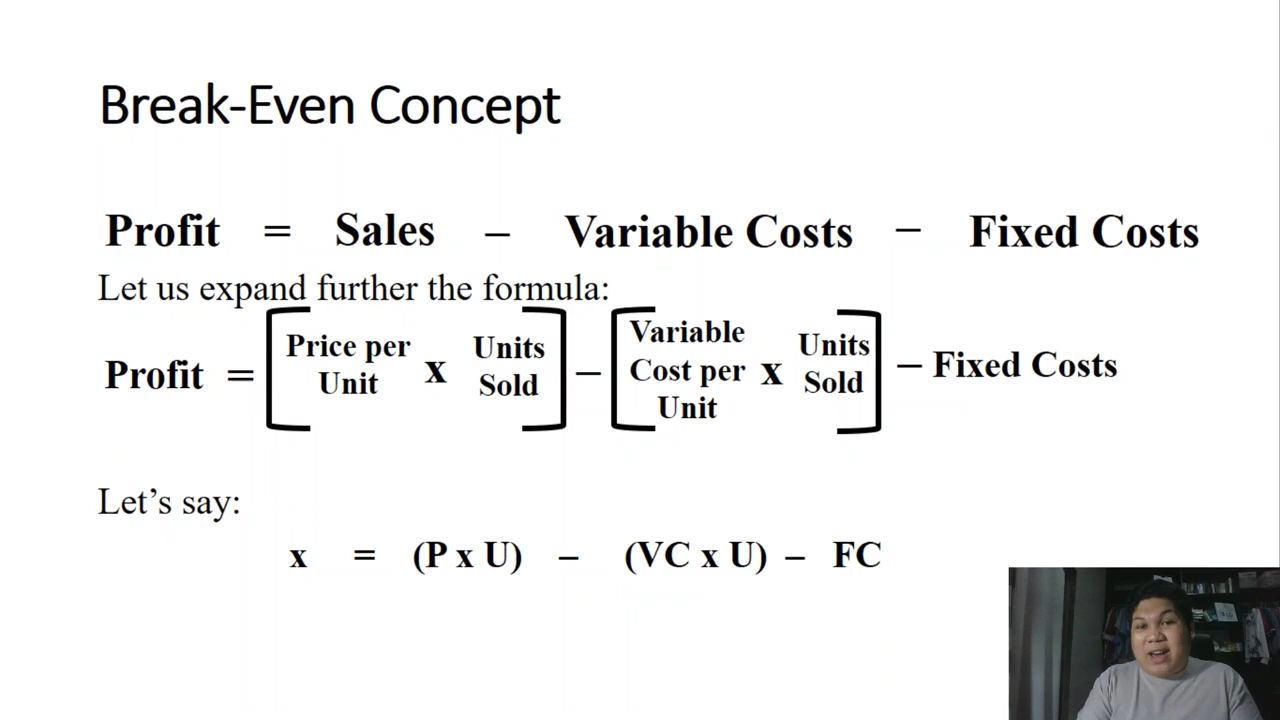 Break-Even Concept
Profit = Sales – Variable Costs – Fixed Costs
Let us expand further the formula:
Profit = [Price per Unit x Units Sold] – [Variable Cost per Unit x Units Sold] – Fixed Costs
Let’s say:
x = (P x U) – (VC x U) – FC